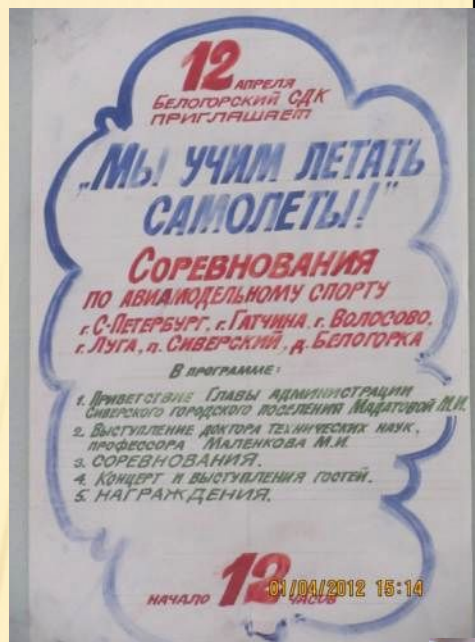 12 АПРЕЛЯ
БЕЛОГОРСКИЙ СДК
ПРИГЛАШАЕТ
„МЫ УЧИМ ЛЕТАТЬ
САМОЛЕТЫ!"
СОРЕВНОВАНИЯ
ПО АВИАМОДЕЛЬНОМУ СПОРТУ
г. С-ПЕТЕРБУРГ, г. ГАТЧИНА, г. ВОЛОСОВО,
г. ЛУГА, п. СИВЕРСКИЙ, д. БЕЛОГОРКА
В ПРОГРАММЕ:
1. ПРИВЕТСТВИЕ ГЛАВЫ АДМИНИСТРАЦИИ
СИВЕРСКОГО ГОРОДСКОГО ПОСЕЛЕНИЯ МАДАТОВОЙ М.И.
2. ВЫСТУПЛЕНИЕ ДОКТОРА ТЕХНИЧЕСКИХ НАУК,
ПРОФЕССОРА МАЛЕНКОВА М.И.
3. СОРЕВНОВАНИЯ.
4. КОНЦЕРТ И ВЫСТУПЛЕНИЯ ГОСТЕЙ.
5. НАГРАЖДЕНИЯ.
НАЧАЛО 12 ЧАСОВ
01/04/2012 15:14